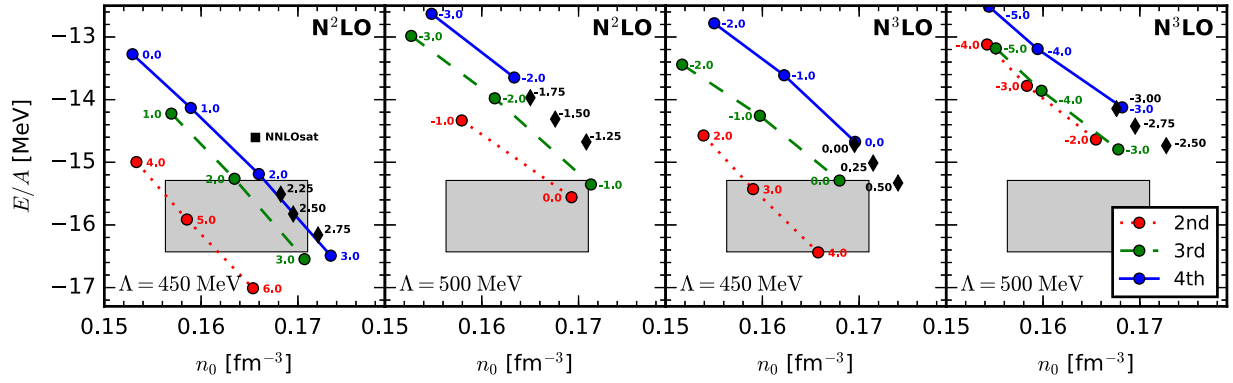 N²LO
N²LO
N³LO
N³LO
E/A [MeV]
−13
−14
−15
−16
−17
0.0
1.0
1.0
NNLOsat
4.0
2.0
2.0
2.25
5.0
2.50
2.75
3.0
3.0
6.0
Λ = 450 MeV
-3.0
-3.0
-2.0
-2.0
-1.75
-1.0
-1.50
-1.25
-1.0
0.0
Λ = 500 MeV
-2.0
-2.0
-1.0
-1.0
2.0
0.0
0.00
0.25
0.0
0.50
3.0
4.0
Λ = 450 MeV
-5.0
-4.0
-5.0
-4.0
-3.0
-4.0
-3.00
-3.0
-2.75
-2.0
-2.50
-3.0
Λ = 500 MeV
2nd
3rd
4th
0.15 0.16 0.17
0.15 0.16 0.17
0.15 0.16 0.17
0.15 0.16 0.17
n₀ [fm⁻³]
n₀ [fm⁻³]
n₀ [fm⁻³]
n₀ [fm⁻³]